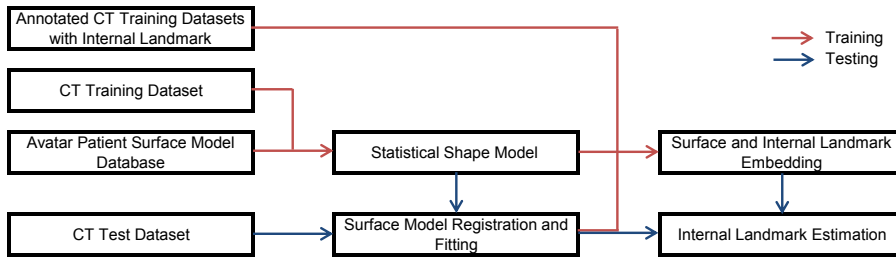 Annotated CT Training Datasets
with Internal Landmark
Training
Testing
CT Training Dataset
Avatar Patient Surface Model
Database
Statistical Shape Model
Surface and Internal Landmark
Embedding
CT Test Dataset
Surface Model Registration and
Fitting
Internal Landmark Estimation